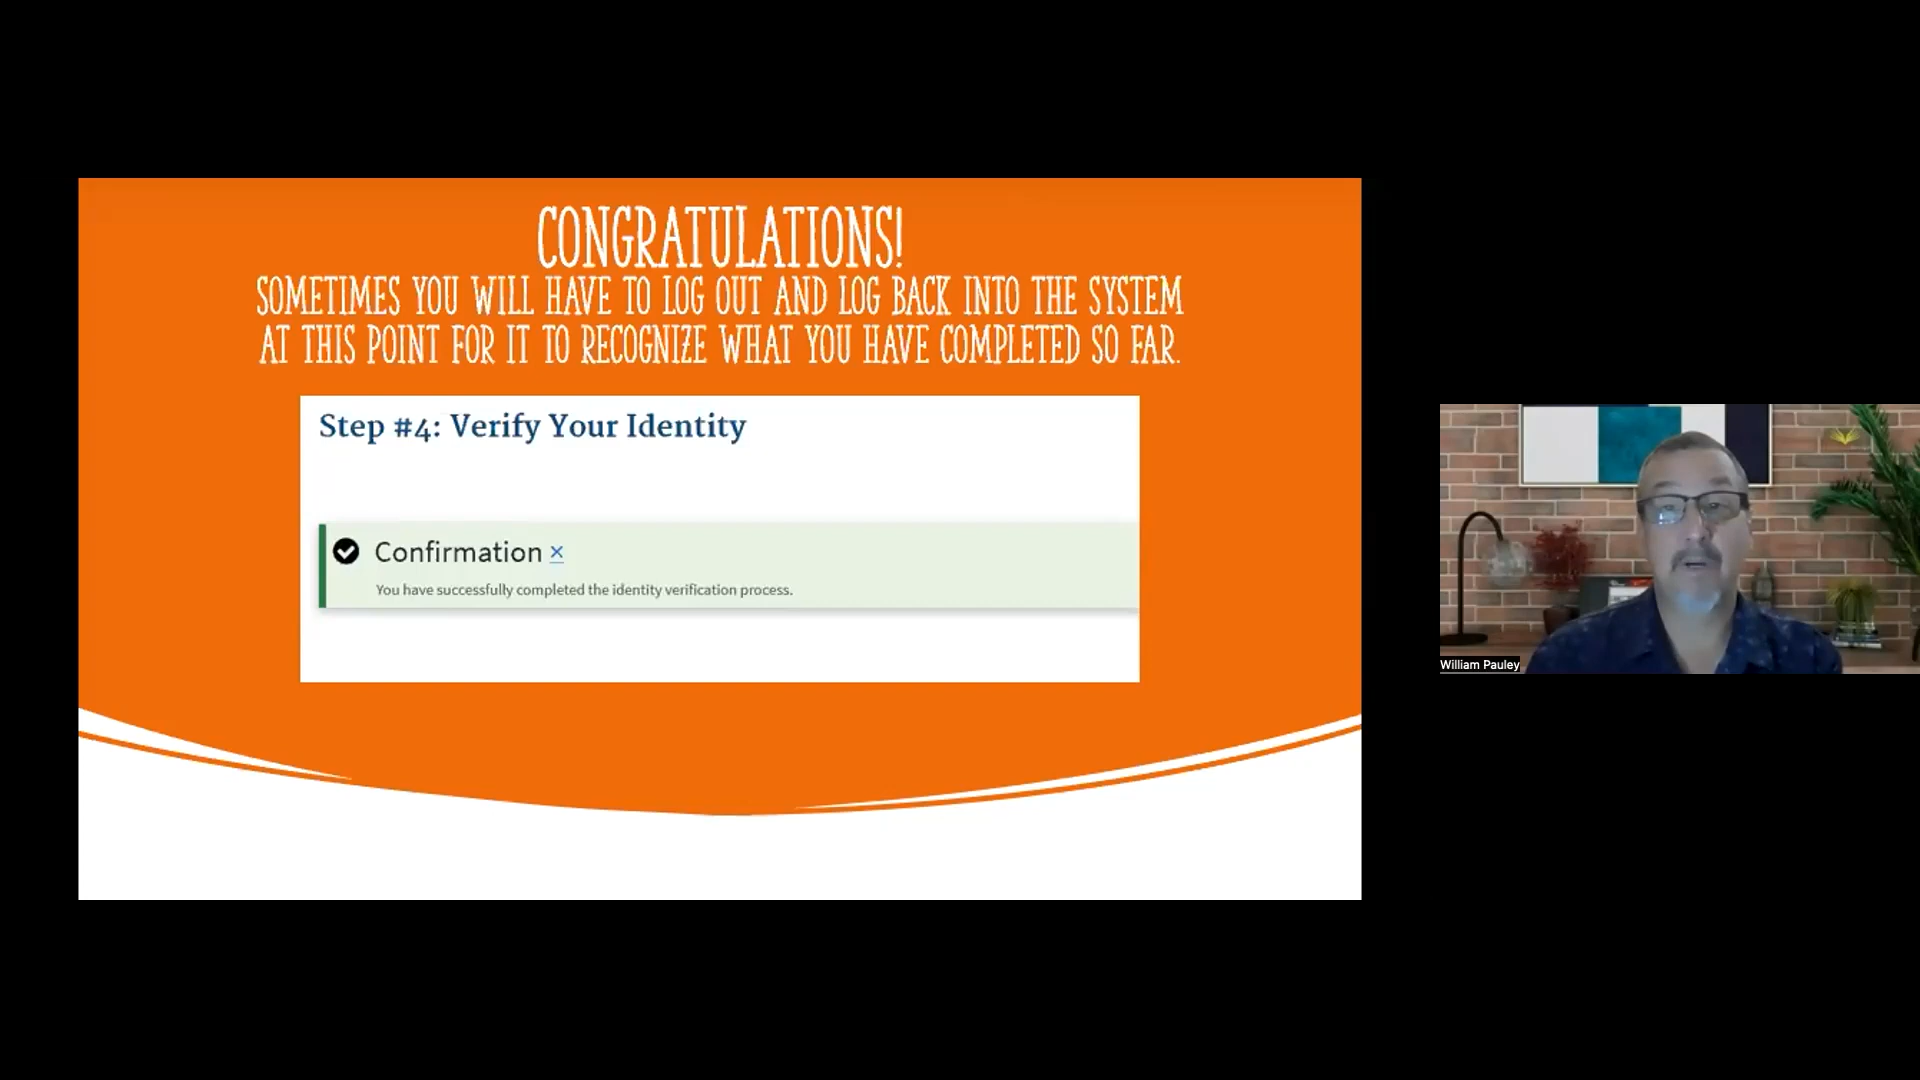 CONGRATULATIONS!
SOMETIMES YOU WILL HAVE TO LOG OUT AND LOG BACK INTO THE SYSTEM
AT THIS POINT FOR IT TO RECOGNIZE WHAT YOU HAVE COMPLETED SO FAR.
Step #4: Verify Your Identity
Confirmation ×
You have successfully completed the identity verification process.
William Pauley